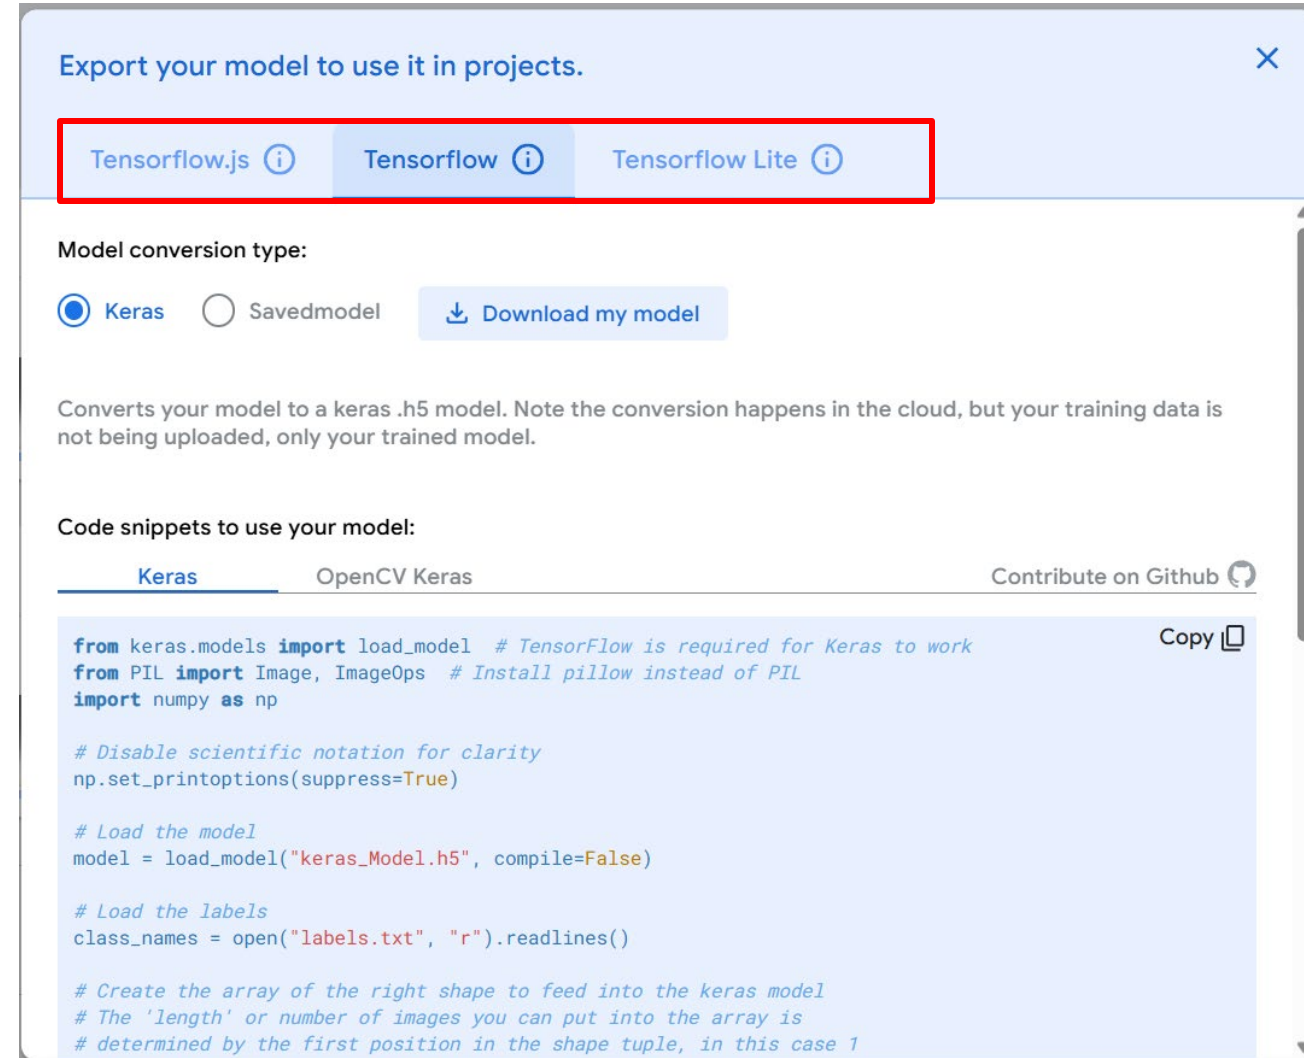 Export your model to use it in projects.
Tensorflow.js Tensorflow Tensorflow Lite
Model conversion type:
Keras Savedmodel Download my model
Converts your model to a keras .h5 model. Note the conversion happens in the cloud, but your training data is
not being uploaded, only your trained model.
Code snippets to use your model:
Keras OpenCV Keras Contribute on Github
Copy
from keras.models import load_model # TensorFlow is required for Keras to work
from PIL import Image, ImageOps # Install pillow instead of PIL
import numpy as np
# Disable scientific notation for clarity
np.set_printoptions(suppress=True)
# Load the model
model = load_model("keras_Model.h5", compile=False)
# Load the labels
class_names = open("labels.txt", "r").readlines()
# Create the array of the right shape to feed into the keras model
# The 'length' or number of images you can put into the array is
# determined by the first position in the shape tuple, in this case 1